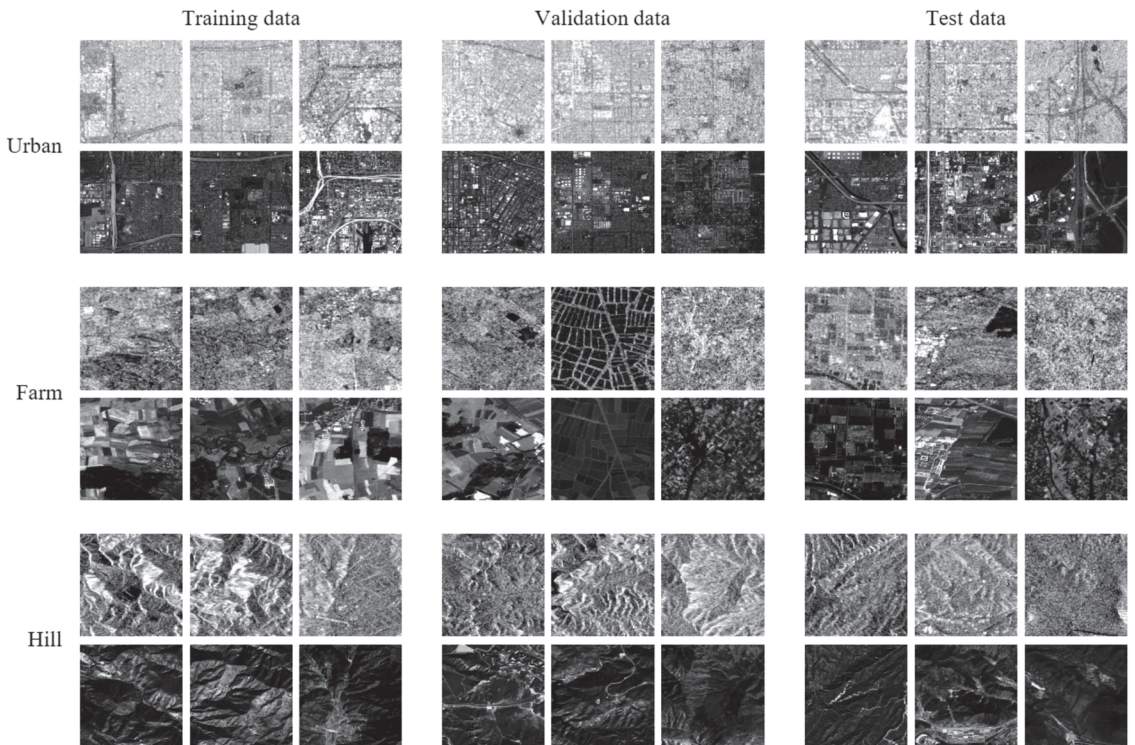 Training data
Validation data
Test data
Urban
Farm
Hill